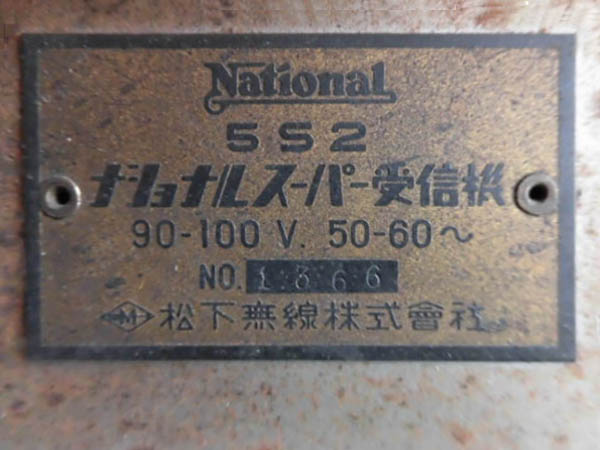 National
5S2
ナショナルスーパー受信機
90-100 V. 50-60～
NO. 1366
M 松下無線株式會社